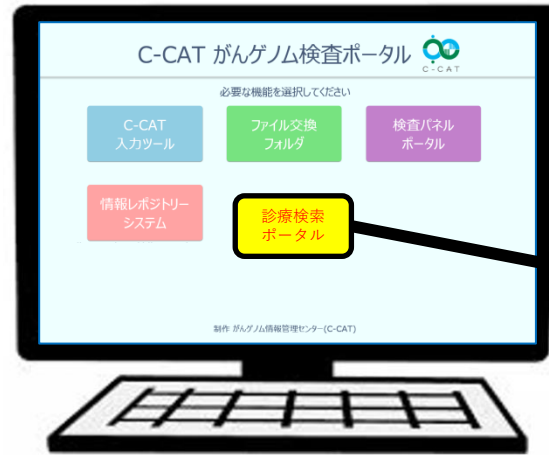 C-CAT がんゲノム検査ポータル
C-CAT
必要な機能を選択してください
C-CAT
入力ツール
ファイル交換
フォルダ
検査パネル
ポータル
情報レポジトリー
システム
診療検索
ポータル
制作 がんゲノム情報管理センター(C-CAT)